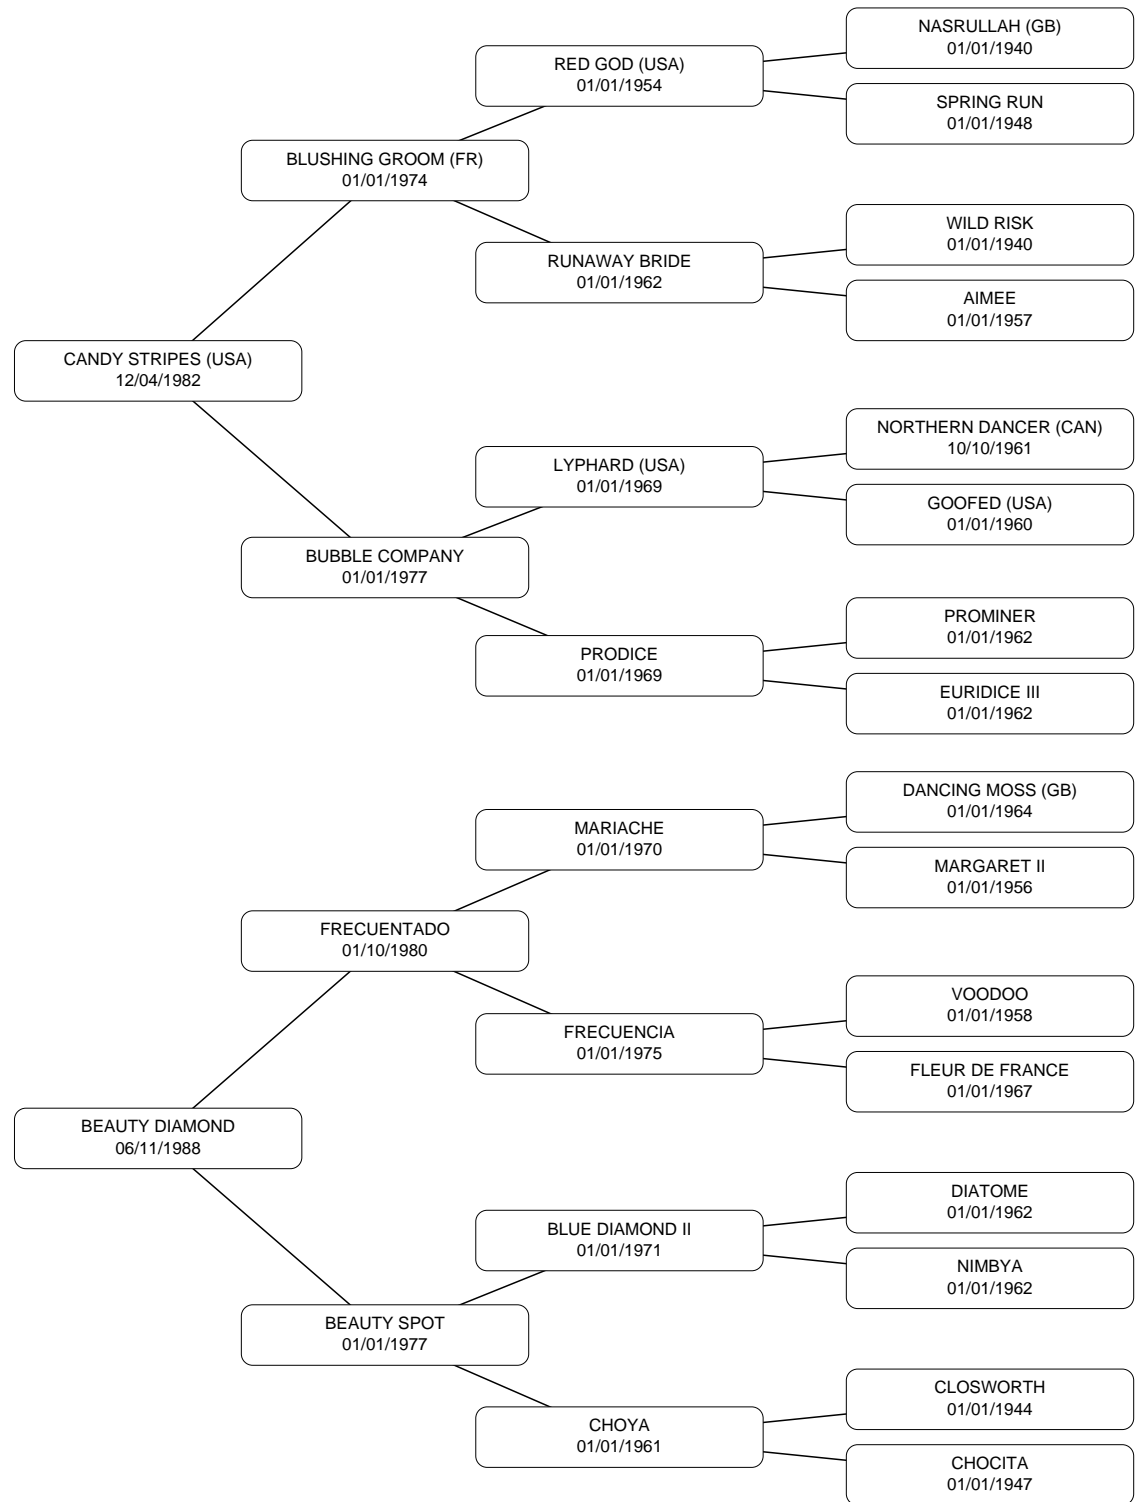 NASRULLAH (GB)
01/01/1940
RED GOD (USA)
01/01/1954
SPRING RUN
01/01/1948
BLUSHING GROOM (FR)
01/01/1974
WILD RISK
01/01/1940
RUNAWAY BRIDE
01/01/1962
AIMEE
01/01/1957
CANDY STRIPES (USA)
12/04/1982
NORTHERN DANCER (CAN)
10/10/1961
LYPHARD (USA)
01/01/1969
GOOFED (USA)
01/01/1960
BUBBLE COMPANY
01/01/1977
PROMINER
01/01/1962
PRODICE
01/01/1969
EURIDICE III
01/01/1962
DANCING MOSS (GB)
01/01/1964
MARIACHE
01/01/1970
MARGARET II
01/01/1956
FRECUENTADO
01/10/1980
VOODOO
01/01/1958
FRECUENCIA
01/01/1975
FLEUR DE FRANCE
01/01/1967
BEAUTY DIAMOND
06/11/1988
DIATOME
01/01/1962
BLUE DIAMOND II
01/01/1971
NIMBYA
01/01/1962
BEAUTY SPOT
01/01/1977
CLOSWORTH
01/01/1944
CHOYA
01/01/1961
CHOCITA
01/01/1947